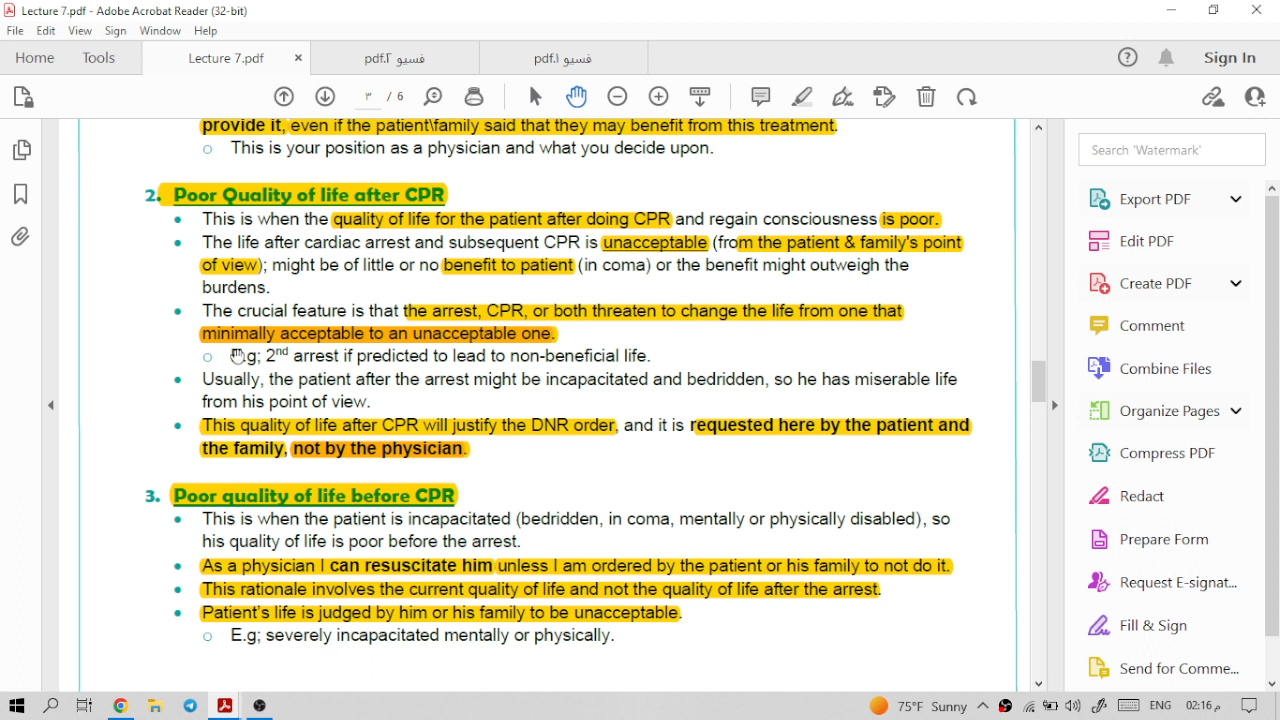 Lecture 7.pdf - Adobe Acrobat Reader (32-bit)
File Edit View Sign Window Help
Home Tools Lecture 7.pdf × فسيو ٢.pdf فسيو ١.pdf Sign In
٣ / 6
provide it, even if the patient\family said that they may benefit from this treatment.
o This is your position as a physician and what you decide upon.
2. Poor Quality of life after CPR
• This is when the quality of life for the patient after doing CPR and regain consciousness is poor.
• The life after cardiac arrest and subsequent CPR is unacceptable (from the patient & family's point
of view); might be of little or no benefit to patient (in coma) or the benefit might outweigh the
burdens.
• The crucial feature is that the arrest, CPR, or both threaten to change the life from one that
minimally acceptable to an unacceptable one.
o E.g; 2nd arrest if predicted to lead to non-beneficial life.
• Usually, the patient after the arrest might be incapacitated and bedridden, so he has miserable life
from his point of view.
• This quality of life after CPR will justify the DNR order, and it is requested here by the patient and
the family, not by the physician.
3. Poor quality of life before CPR
• This is when the patient is incapacitated (bedridden, in coma, mentally or physically disabled), so
his quality of life is poor before the arrest.
• As a physician I can resuscitate him unless I am ordered by the patient or his family to not do it.
• This rationale involves the current quality of life and not the quality of life after the arrest.
• Patient's life is judged by him or his family to be unacceptable.
o E.g; severely incapacitated mentally or physically.
Search 'Watermark'
Export PDF
Edit PDF
Create PDF
Comment
Combine Files
Organize Pages
Compress PDF
Redact
Prepare Form
Request E-signat...
Fill & Sign
Send for Comme...
75°F Sunny ENG م 02:16